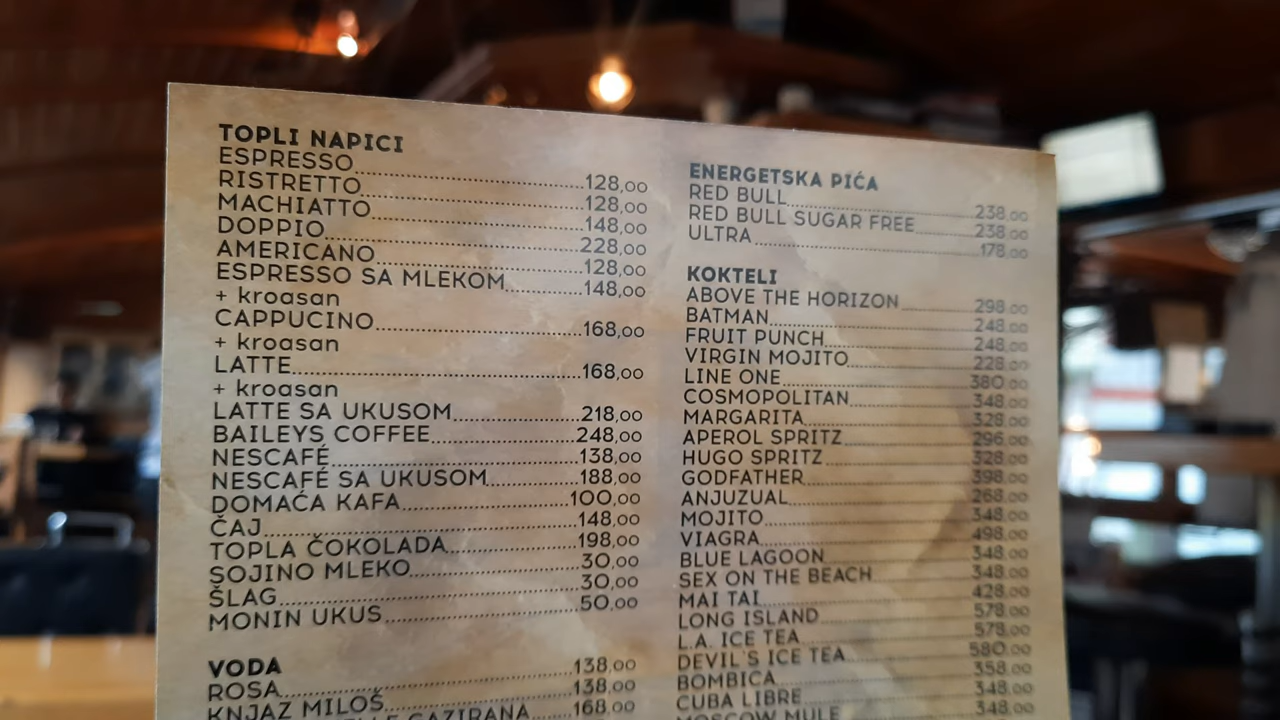 TOPLI NAPICI
ESPRESSO..........128,00
RISTRETTO..........128,00
MACHIATTO..........148,00
DOPPIO..........228,00
AMERICANO..........128,00
ESPRESSO SA MLEKOM..........148,00
+ kroasan
CAPPUCINO..........168,00
+ kroasan
LATTE..........168,00
+ kroasan
LATTE SA UKUSOM..........218,00
BAILEYS COFFEE..........248,00
NESCAFÉ..........138,00
NESCAFÉ SA UKUSOM..........188,00
DOMAĆA KAFA..........100,00
ČAJ..........148,00
TOPLA ČOKOLADA..........198,00
SOJINO MLEKO..........30,00
ŠLAG..........30,00
MONIN UKUS..........50,00
VODA
ROSA..........138,00
KNJAZ MILOŠ..........138,00
GAZIRANA..........168,00
ENERGETSKA PIĆA
RED BULL..........238,00
RED BULL SUGAR FREE..........238,00
ULTRA..........178,00
KOKTELI
ABOVE THE HORIZON..........298,00
BATMAN..........248,00
FRUIT PUNCH..........248,00
VIRGIN MOJITO..........228,00
LINE ONE..........380,00
COSMOPOLITAN..........348,00
MARGARITA..........328,00
APEROL SPRITZ..........296,00
HUGO SPRITZ..........328,00
GODFATHER..........398,00
ANJUZUAL..........268,00
MOJITO..........348,00
VIAGRA..........498,00
BLUE LAGOON..........348,00
SEX ON THE BEACH..........348,00
MAI TAI..........428,00
LONG ISLAND..........578,00
L.A. ICE TEA..........578,00
DEVIL'S ICE TEA..........580,00
BOMBICA..........358,00
CUBA LIBRE..........348,00
MOSCOW MULE..........348,00